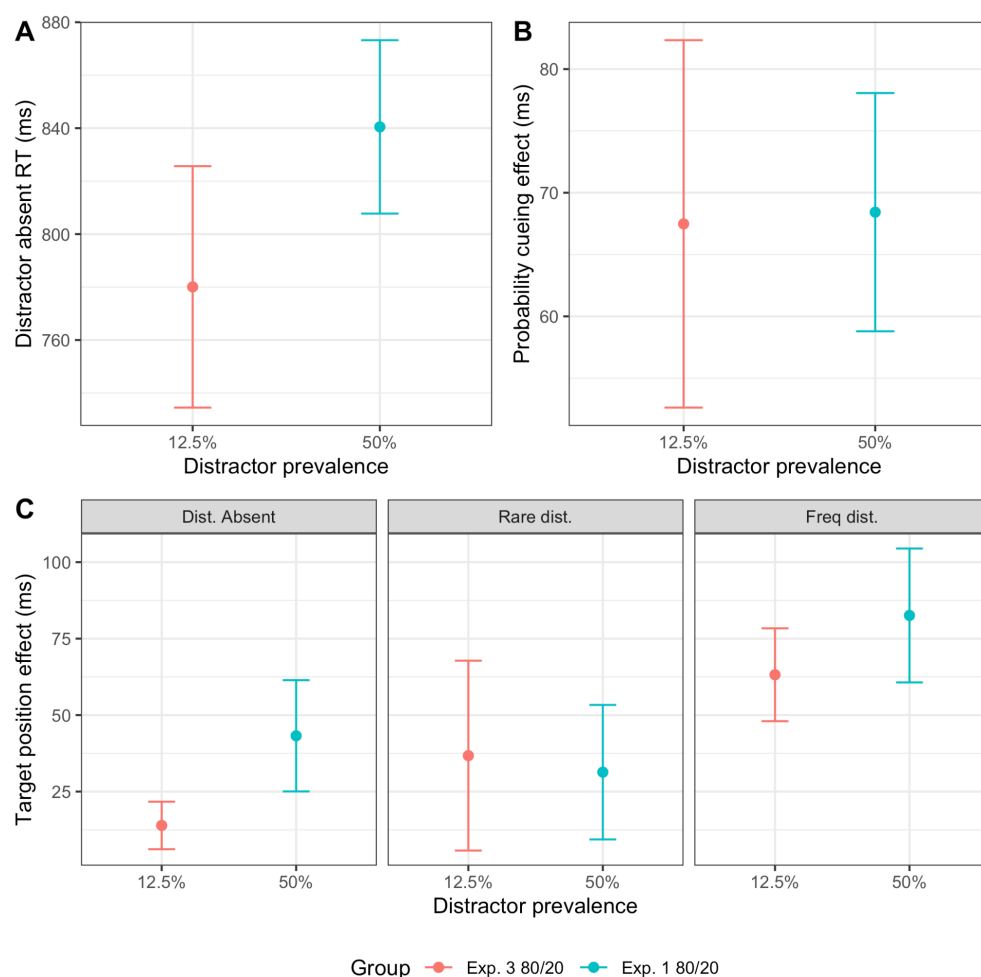 A
Distractor absent RT (ms)
880
840
800
760
12.5%
50%
Distractor prevalence
B
Probability cueing effect (ms)
80
70
60
12.5%
50%
Distractor prevalence
C
Dist. Absent
Rare dist.
Freq dist.
Target position effect (ms)
100
75
50
25
12.5%
50%
12.5%
50%
12.5%
50%
Distractor prevalence
Group
Exp. 3 80/20
Exp. 1 80/20